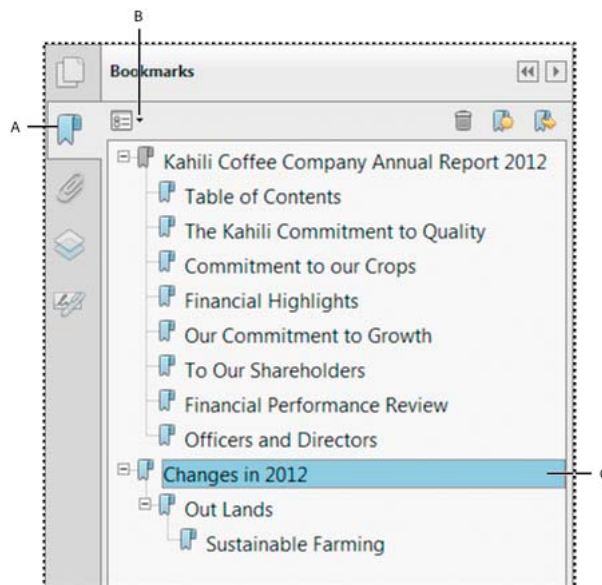 B
Bookmarks
A
Kahili Coffee Company Annual Report 2012
Table of Contents
The Kahili Commitment to Quality
Commitment to our Crops
Financial Highlights
Our Commitment to Growth
To Our Shareholders
Financial Performance Review
Officers and Directors
Changes in 2012
Out Lands
Sustainable Farming